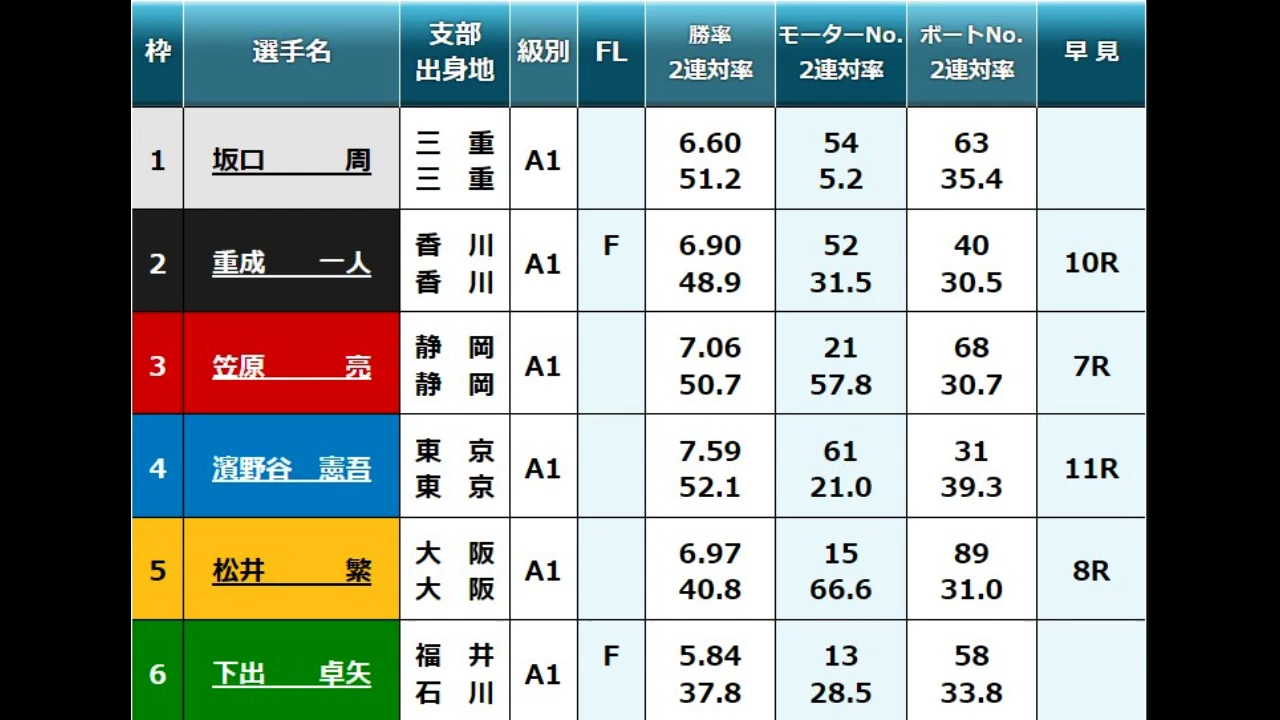 枠 選手名 支部 出身地 級別 FL 勝率 2連対率 モーターNo. 2連対率 ボートNo. 2連対率 早見
1 坂口 周 三 重 A1 6.60 54 63
三 重 51.2 5.2 35.4
2 重成 一人 香 川 A1 F 6.90 52 40 10R
香 川 48.9 31.5 30.5
3 笠原 亮 静 岡 A1 7.06 21 68 7R
静 岡 50.7 57.8 30.7
4 濱野谷 憲吾 東 京 A1 7.59 61 31 11R
東 京 52.1 21.0 39.3
5 松井 繁 大 阪 A1 6.97 15 89 8R
大 阪 40.8 66.6 31.0
6 下出 卓矢 福 井 A1 F 5.84 13 58
石 川 37.8 28.5 33.8